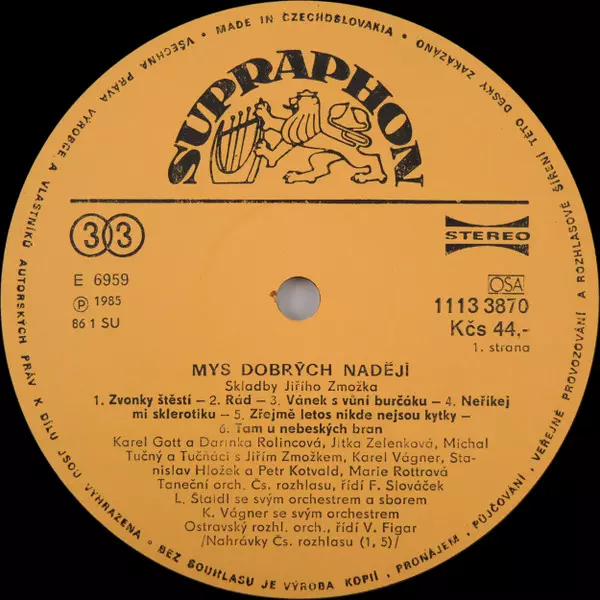 • MADE IN CZECHOSLOVAKIA • VŠECHNA PRÁVA VÝROBCE A VLASTNÍKŮ AUTORSKÝCH PRÁV K DÍLU JSOU VYHRAZENA • BEZ SOUHLASU JE VÝROBA KOPIÍ, PRONÁJEM, PŮJČOVÁNÍ, VEŘEJNÉ PROVOZOVÁNÍ A ROZHLASOVÉ ŠÍŘENÍ TÉTO DESKY ZAKÁZÁNO
SUPRAPHON
33
STEREO
E 6959
Ⓟ 1985
86 1 SU
OSA
1113 3870
Kčs 44,-
1. strana
MYS DOBRÝCH NADĚJÍ
Skladby Jiřího Zmožka
1. Zvonky štěstí – 2. Rád – 3. Vánek s vůní burčáku – 4. Neříkej
mi sklerotiku – 5. Zřejmě letos nikde nejsou kytky –
6. Tam u nebeských bran
Karel Gott a Darinka Rolincová, Jitka Zelenková, Michal
Tučný a Tučňáci s Jiřím Zmožkem, Karel Vágner, Sta-
nislav Hložek a Petr Kotvald, Marie Rottrová
Taneční orch. Čs. rozhlasu, řídí F. Slováček
L. Štaidl se svým orchestrem a sborem
K. Vágner se svým orchestrem
Ostravský rozhl. orch., řídí V. Figar
/Nahrávky Čs. rozhlasu (1, 5)/